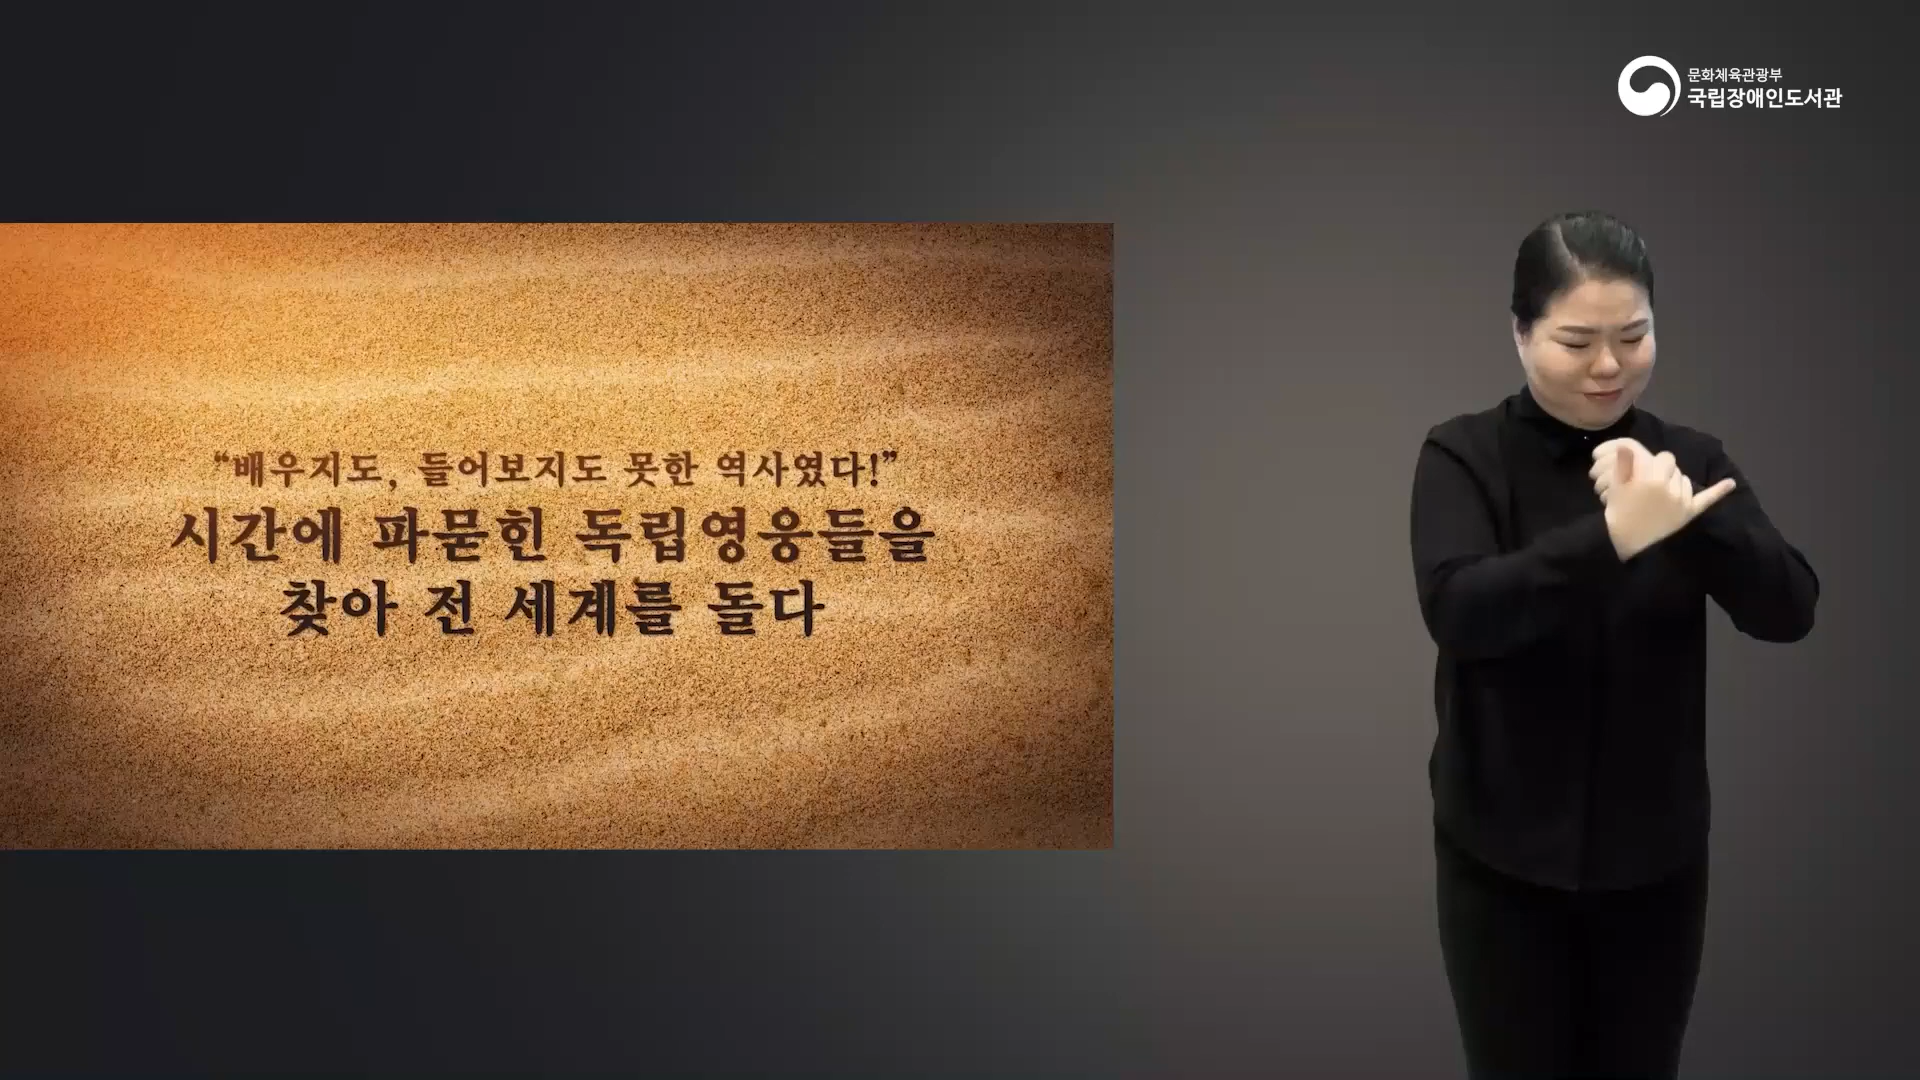 문화체육관광부
국립장애인도서관
“배우지도, 들어보지도 못한 역사였다!”
시간에 파묻힌 독립영웅들을
찾아 전 세계를 돌다